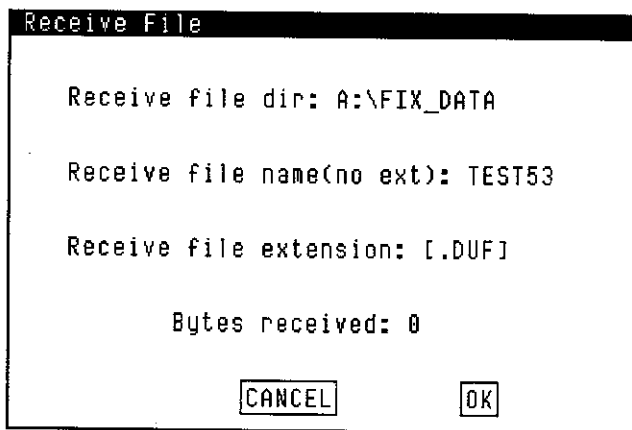 Receive File
Receive file dir: A:\FIX_DATA
Receive file name(no ext): TEST53
Receive file extension: [.DUF]
Bytes received: 0
CANCEL OK